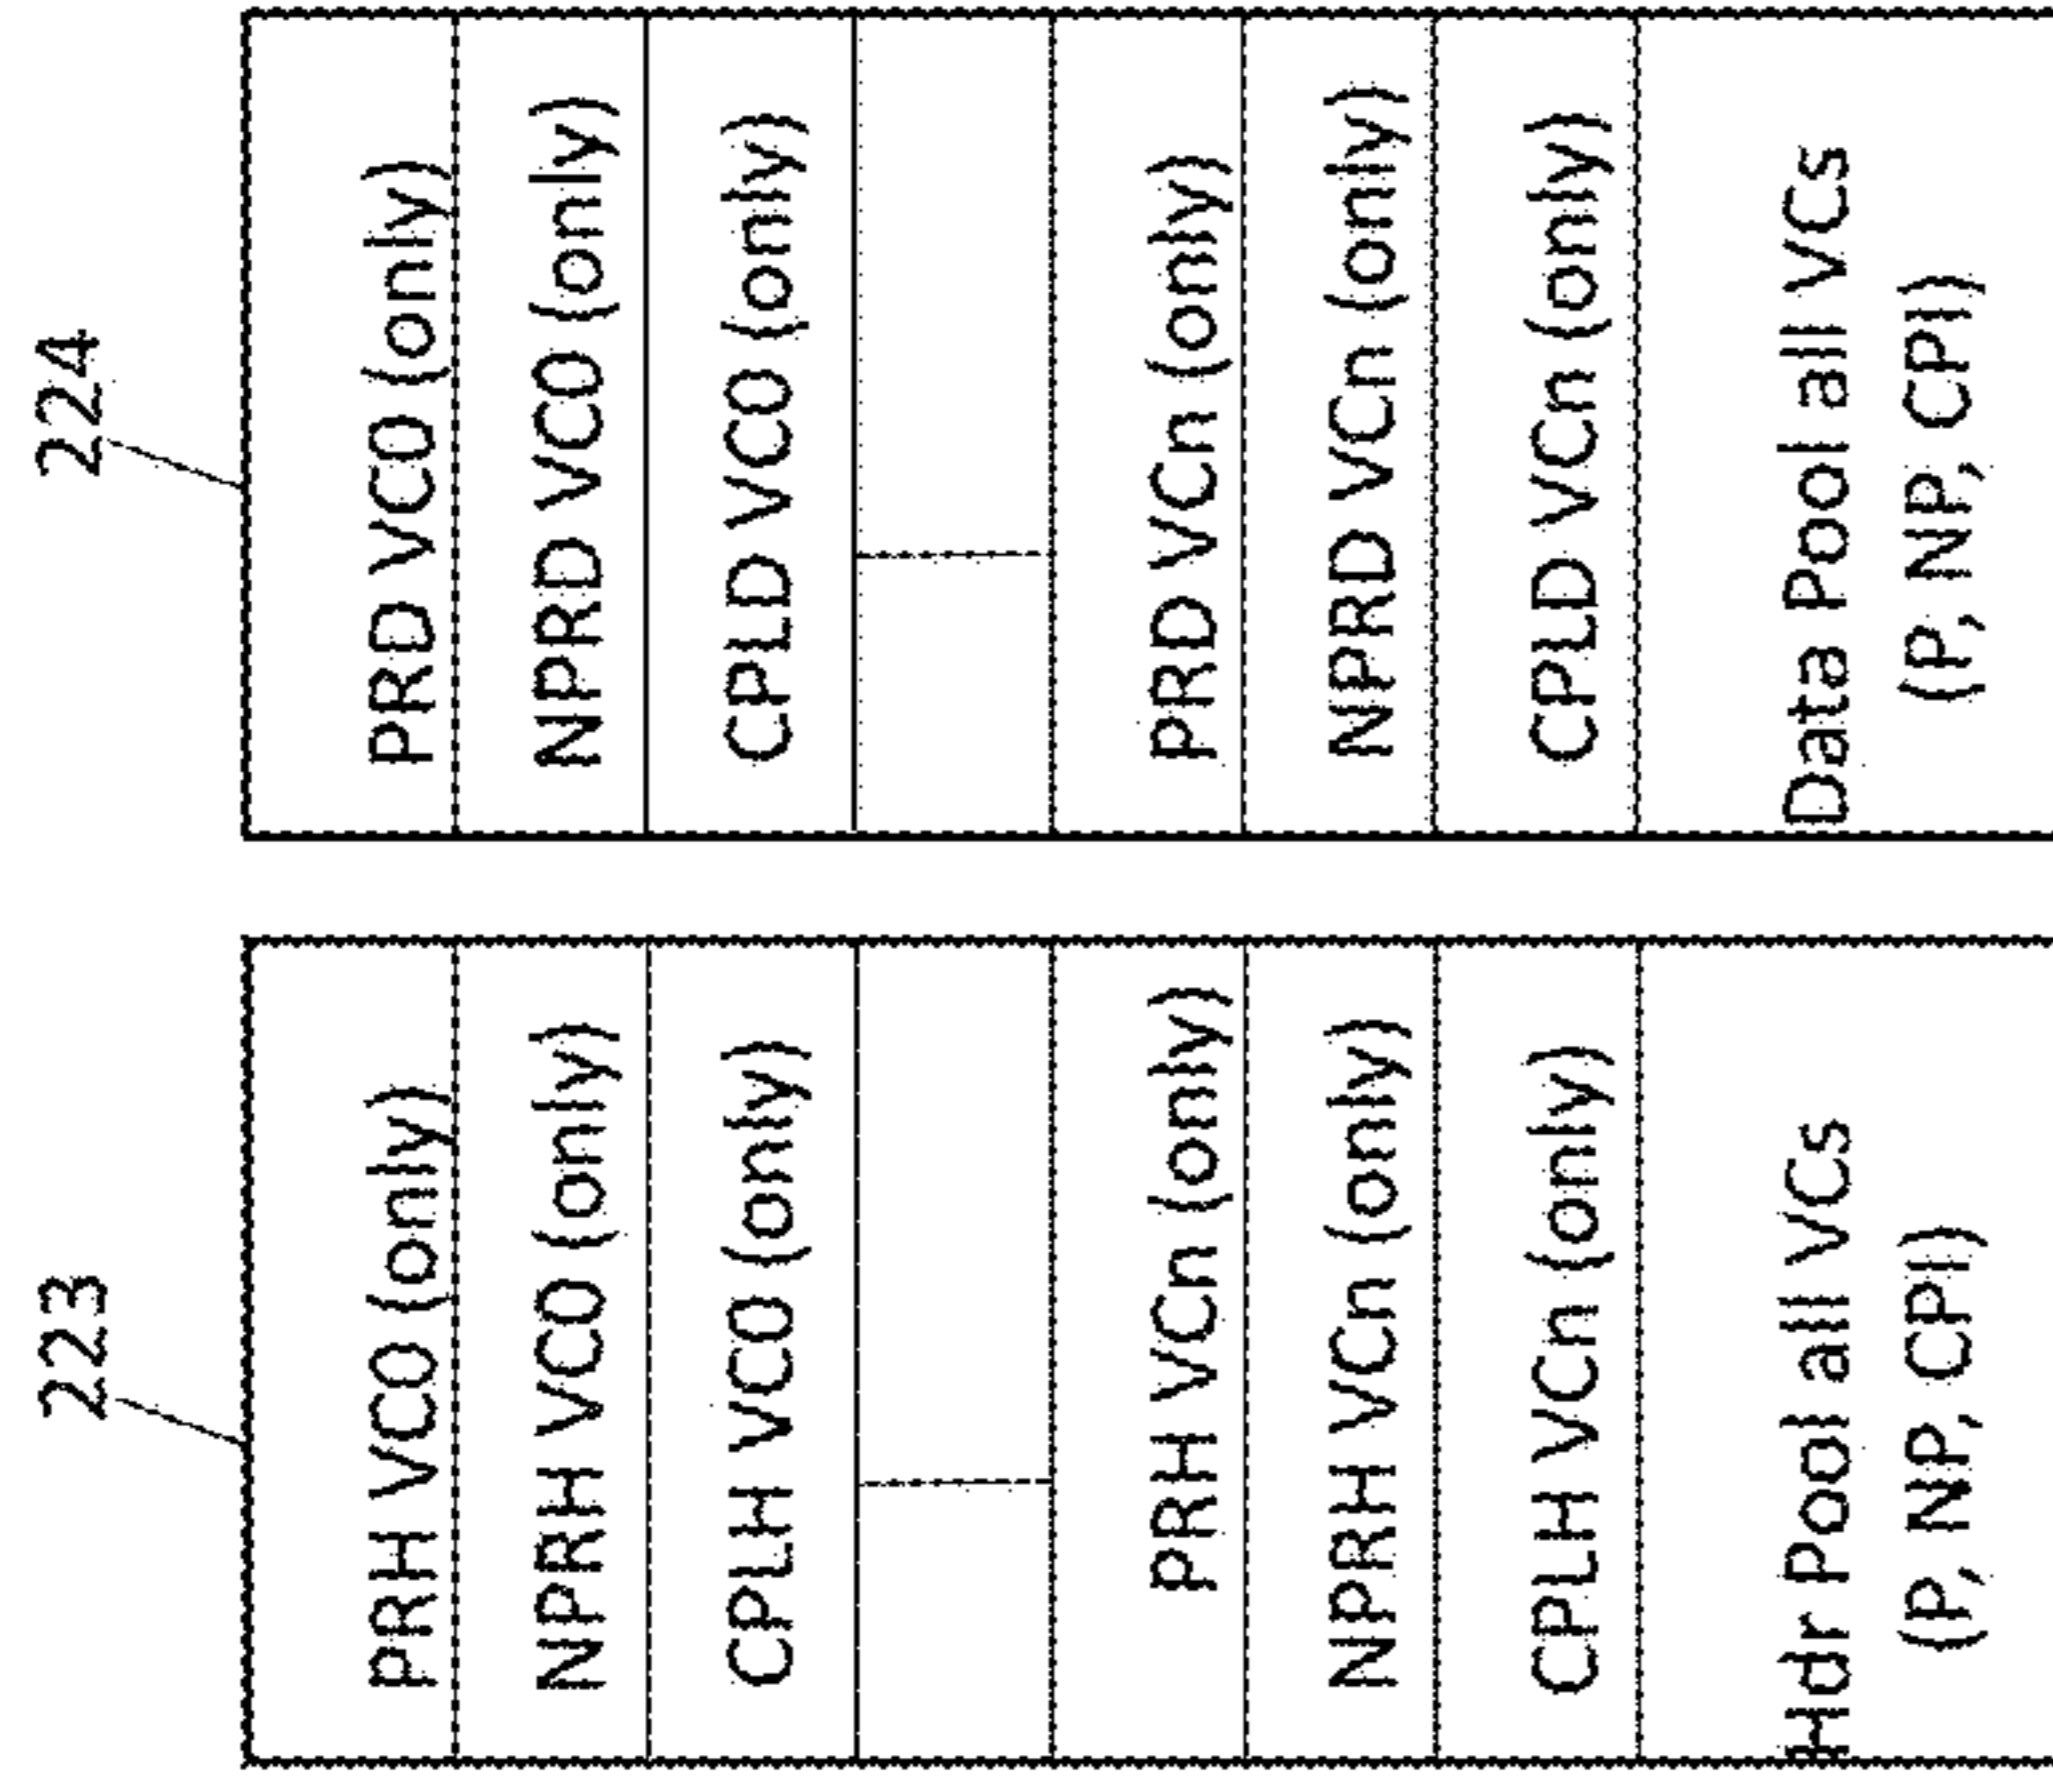 223
PRH VC0 (only)
NPRH VC0 (only)
CPLH VC0 (only)
PRH VCn (only)
NPRH VCn (only)
CPLH VCn (only)
Hdr Pool all VCs
(P, NP, CPl)
224
PRD VC0 (only)
NPRD VC0 (only)
CPLD VC0 (only)
PRD VCn (only)
NPRD VCn (only)
CPLD VCn (only)
Data Pool all VCs
(P, NP, CPl)